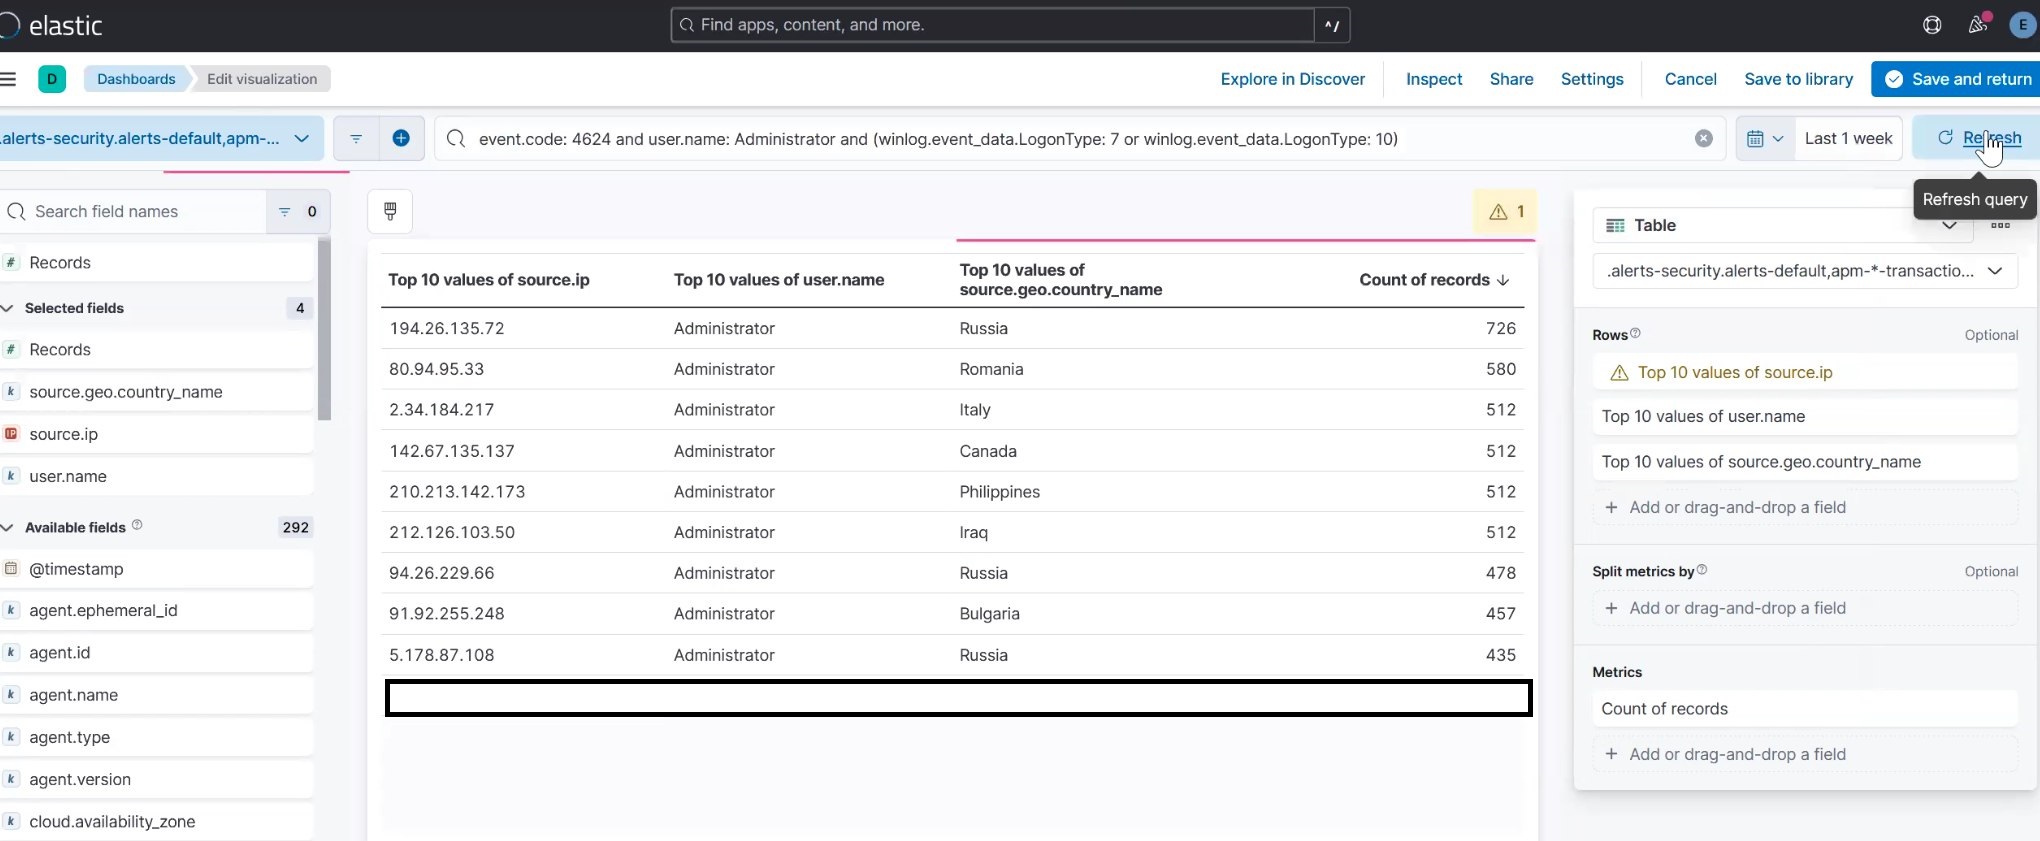 elastic
Find apps, content, and more.
^/
E
D
Dashboards
Edit visualization
Explore in Discover
Inspect
Share
Settings
Cancel
Save to library
Save and return
.alerts-security.alerts-default,apm-...
event.code: 4624 and user.name: Administrator and (winlog.event_data.LogonType: 7 or winlog.event_data.LogonType: 10)
Last 1 week
Refresh
Refresh query
Search field names
0
# Records
Selected fields 4
# Records
k source.geo.country_name
IP source.ip
k user.name
Available fields 292
@timestamp
k agent.ephemeral_id
k agent.id
k agent.name
k agent.type
k agent.version
k cloud.availability_zone
1
Top 10 values of source.ip
Top 10 values of user.name
Top 10 values of
source.geo.country_name
Count of records ↓
194.26.135.72 Administrator Russia 726
80.94.95.33 Administrator Romania 580
2.34.184.217 Administrator Italy 512
142.67.135.137 Administrator Canada 512
210.213.142.173 Administrator Philippines 512
212.126.103.50 Administrator Iraq 512
94.26.229.66 Administrator Russia 478
91.92.255.248 Administrator Bulgaria 457
5.178.87.108 Administrator Russia 435
Table
.alerts-security.alerts-default,apm-*-transactio...
Rows Optional
Top 10 values of source.ip
Top 10 values of user.name
Top 10 values of source.geo.country_name
+ Add or drag-and-drop a field
Split metrics by Optional
+ Add or drag-and-drop a field
Metrics
Count of records
+ Add or drag-and-drop a field